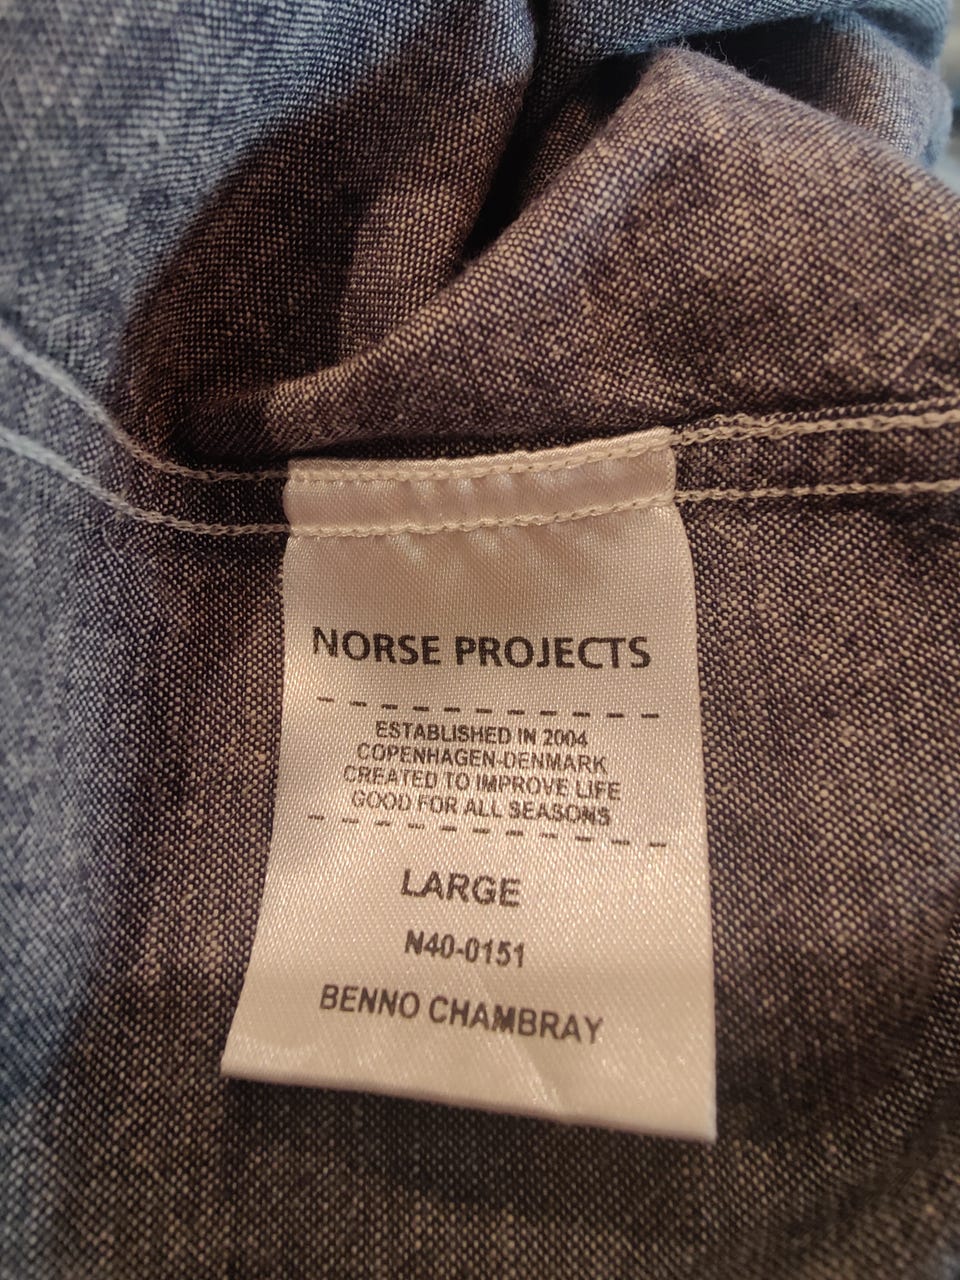 NORSE PROJECTS
ESTABLISHED IN 2004
COPENHAGEN-DENMARK
CREATED TO IMPROVE LIFE
GOOD FOR ALL SEASONS
LARGE
N40-0151
BENNO CHAMBRAY